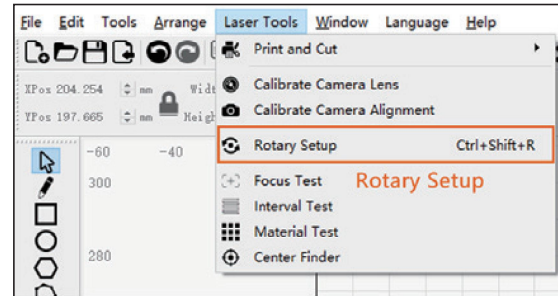 File Edit Tools Arrange Laser Tools Window Language Help
Print and Cut
XPos 204.254 mm Widt
Calibrate Camera Lens
YPos 197.665 mm Heigh
Calibrate Camera Alignment
Rotary Setup Ctrl+Shift+R
-60 -40
300
Focus Test Rotary Setup
Interval Test
Material Test
280
Center Finder